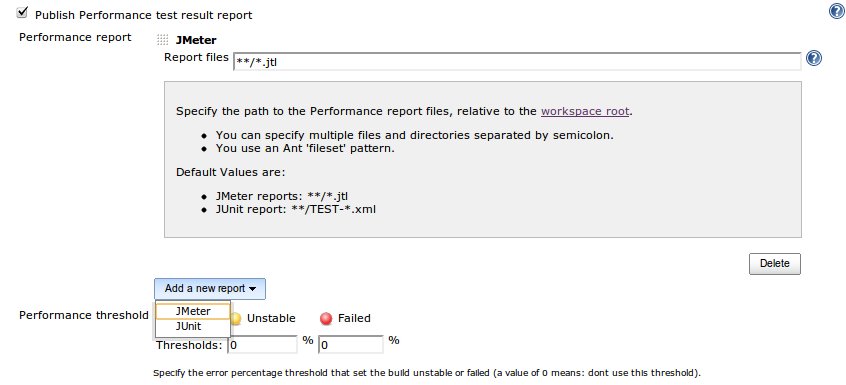 Publish Performance test result report
Performance report
JMeter
Report files **/*.jtl
Specify the path to the Performance report files, relative to the workspace root.
You can specify multiple files and directories separated by semicolon.
You use an Ant 'fileset' pattern.
Default Values are:
JMeter reports: **/*.jtl
JUnit report: **/TEST-*.xml
Delete
Add a new report
Performance threshold
JMeter
JUnit
Unstable Failed
Thresholds: 0 % 0 %
Specify the error percentage threshold that set the build unstable or failed (a value of 0 means: dont use this threshold).